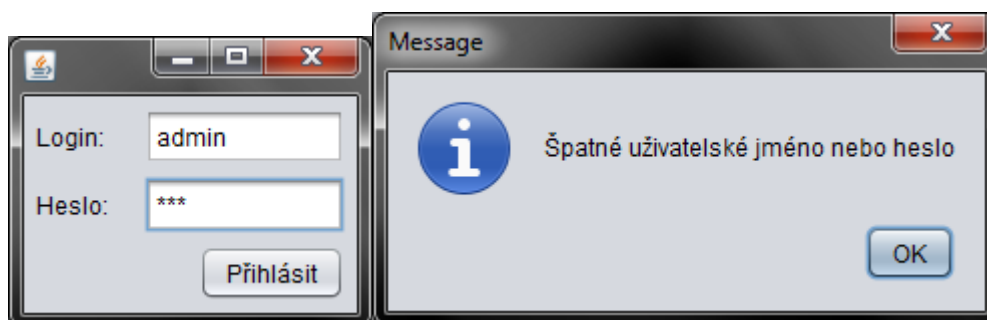 Login:
admin
Heslo:
***
Přihlásit
Message
Špatné uživatelské jméno nebo heslo
OK